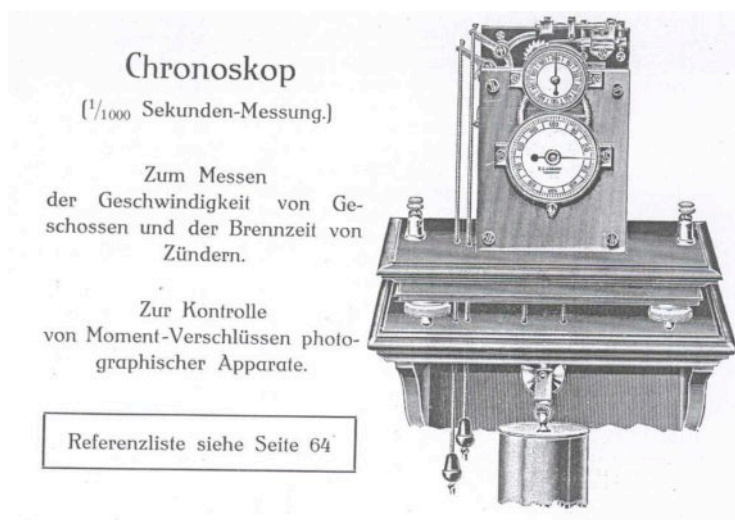 Chronoskop
(1/1000 Sekunden-Messung.)
Zum Messen
der Geschwindigkeit von Ge-
schossen und der Brennzeit von
Zündern.
Zur Kontrolle
von Moment-Verschlüssen photo-
graphischer Apparate.
Referenzliste siehe Seite 64